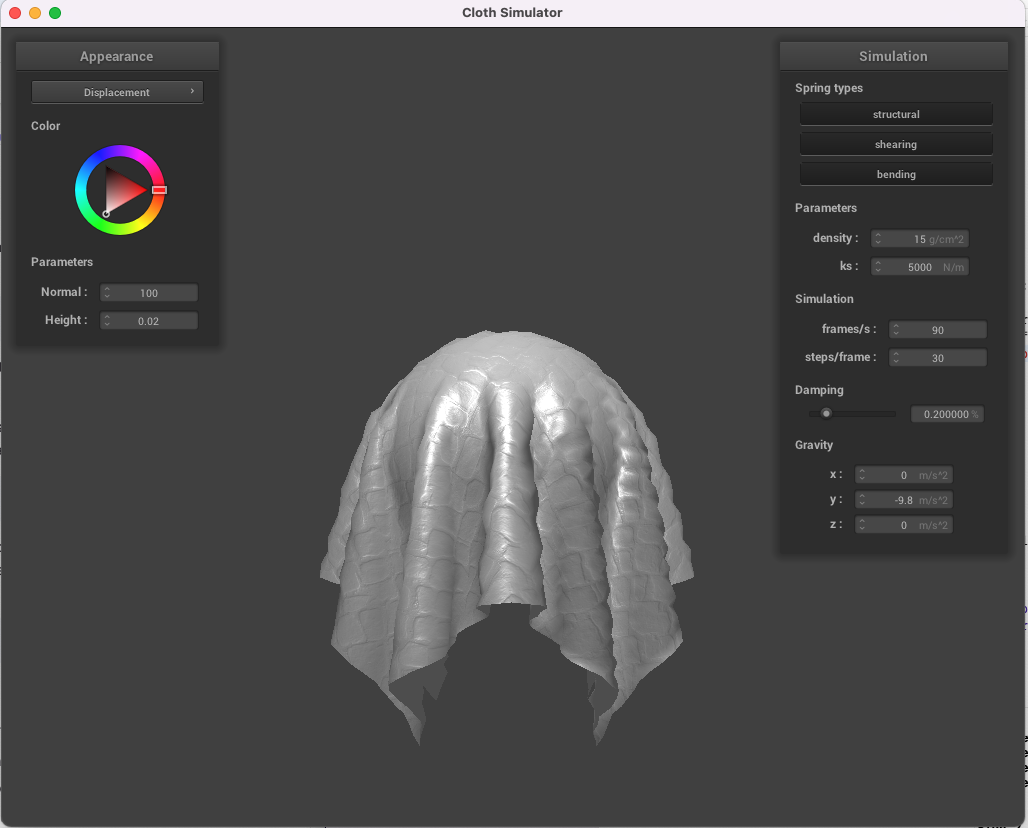 Cloth Simulator
Appearance
Displacement
Color
Parameters
Normal : 100
Height : 0.02
Simulation
Spring types
structural
shearing
bending
Parameters
density : 15 g/cm^2
ks : 5000 N/m
Simulation
frames/s : 90
steps/frame : 30
Damping
0.200000 %
Gravity
x : 0 m/s^2
y : -9.8 m/s^2
z : 0 m/s^2